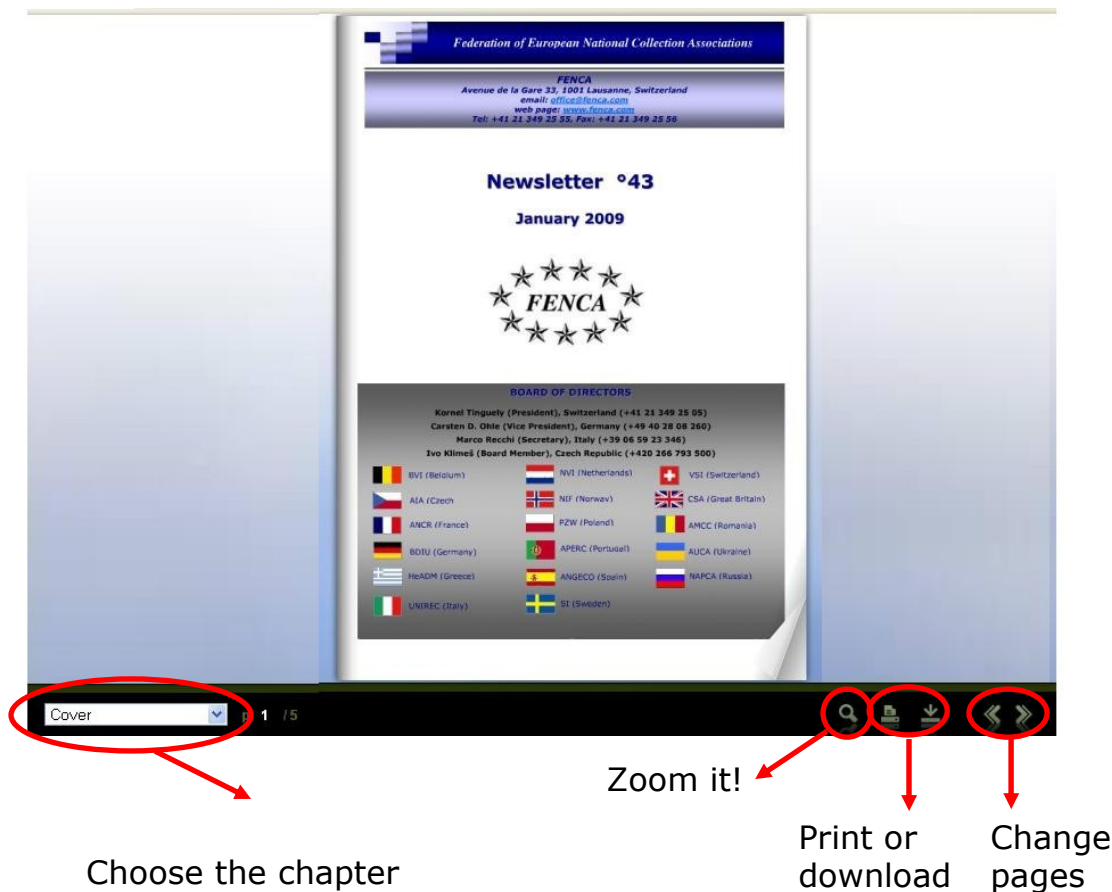 Federation of European National Collection Associations
FENCA
Avenue de la Gare 33, 1001 Lausanne, Switzerland
email: office@fenca.com
web page: www.fenca.com
Tel: +41 21 349 25 55, Fax: +41 21 349 25 56
Newsletter °43
January 2009
FENCA
BOARD OF DIRECTORS
Kornel Tinguely (President), Switzerland (+41 21 349 25 05)
Carsten D. Ohle (Vice President), Germany (+49 40 28 08 260)
Marco Recchi (Secretary), Italy (+39 06 59 23 346)
Ivo Klimeš (Board Member), Czech Republic (+420 266 793 500)
BVI (Belgium) NVI (Netherlands) VSI (Switzerland)
AIA (Czech NIF (Norway) CSA (Great Britain)
ANCR (France) PZW (Poland) AMCC (Romania)
BDIU (Germany) APERC (Portugal) AUCA (Ukraine)
HeADM (Greece) ANGECO (Spain) NAPCA (Russia)
UNIREC (Italy) SI (Sweden)
Cover p 1 /5
Zoom it!
Choose the chapter
Print or
download
Change
pages